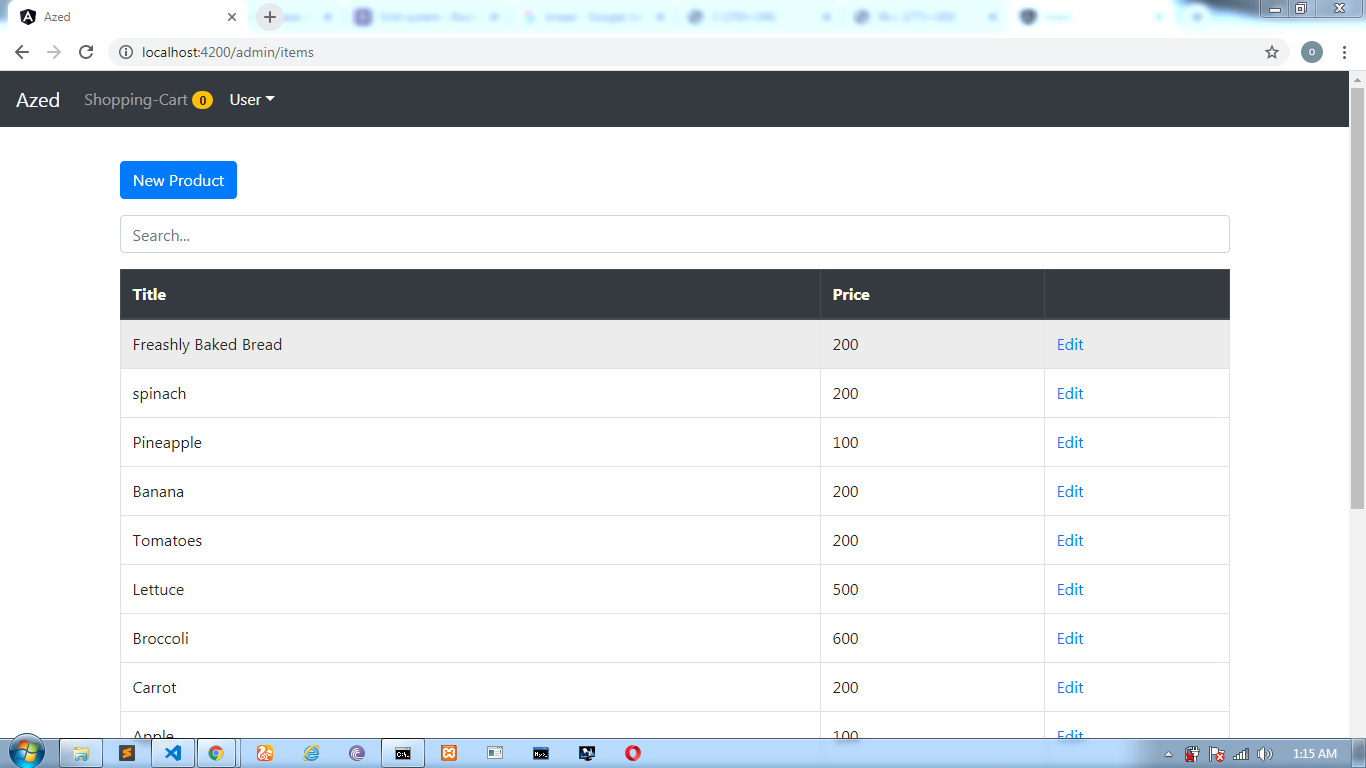 Azed
localhost:4200/admin/items
Azed Shopping-Cart 0 User
New Product
Search...
Title Price
Freashly Baked Bread 200 Edit
spinach 200 Edit
Pineapple 100 Edit
Banana 200 Edit
Tomatoes 200 Edit
Lettuce 500 Edit
Broccoli 600 Edit
Carrot 200 Edit
Apple 100 Edit
1:15 AM